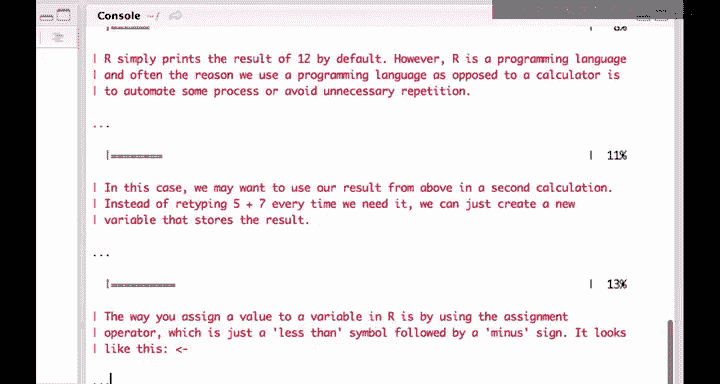 Console ~/
| 8%
| R simply prints the result of 12 by default. However, R is a programming language
| and often the reason we use a programming language as opposed to a calculator is
| to automate some process or avoid unnecessary repetition.
...
|========= | 11%
| In this case, we may want to use our result from above in a second calculation.
| Instead of retyping 5 + 7 every time we need it, we can just create a new
| variable that stores the result.
...
|=========== | 13%
| The way you assign a value to a variable in R is by using the assignment
| operator, which is just a 'less than' symbol followed by a 'minus' sign. It looks
| like this: <-
...